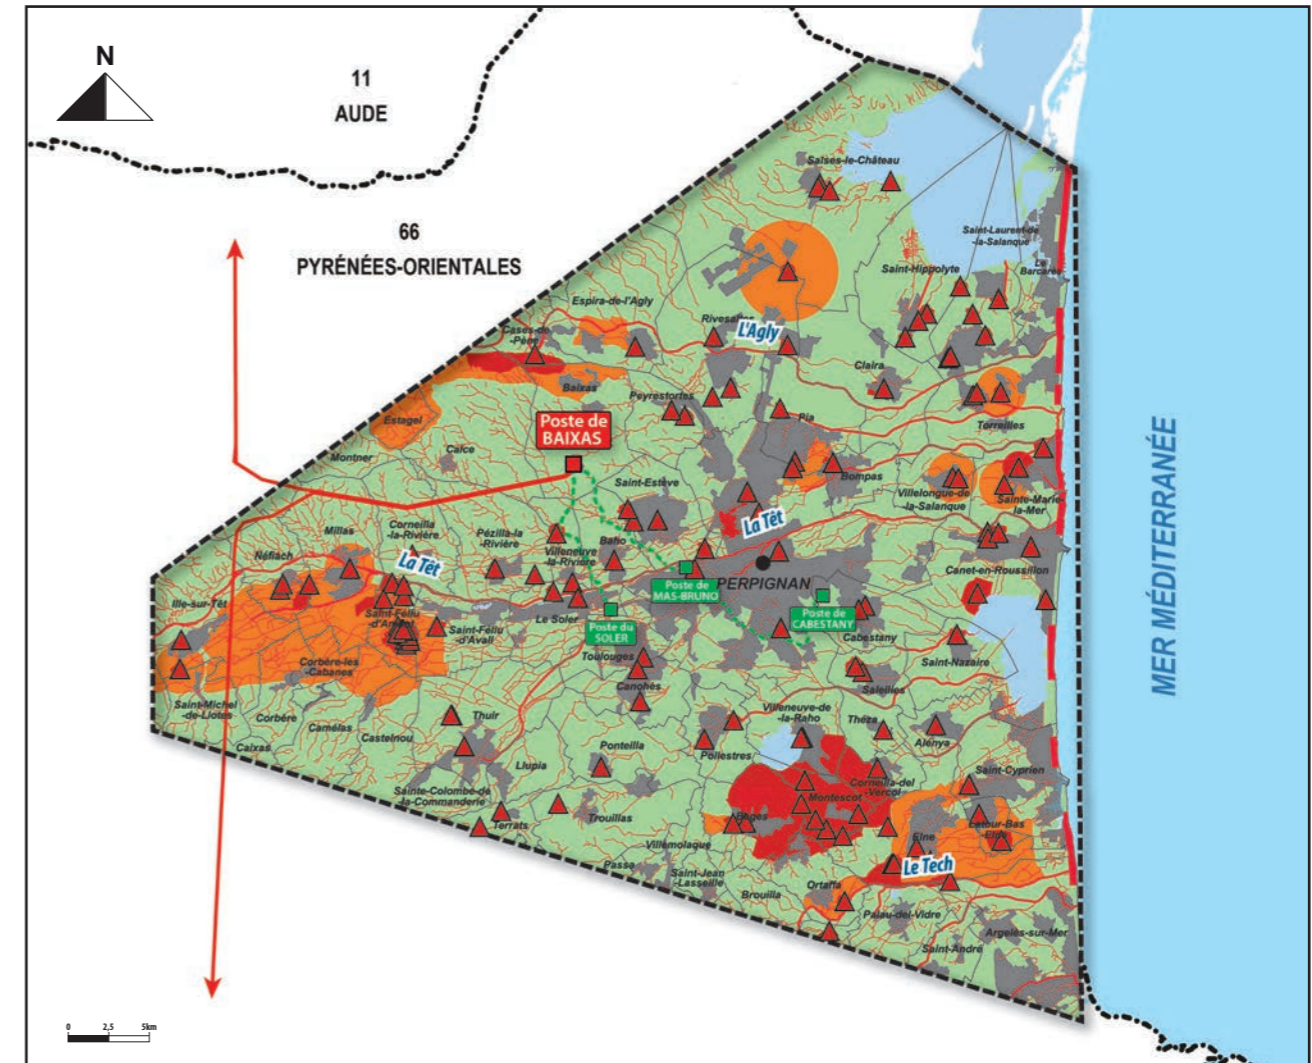 N
11
AUDE
66
PYRÉNÉES-ORIENTALES
Salses-le-Château
Saint-Laurent-de
-la-Salanque
Le
Barcarès
Saint-Hippolyte
Espira-de-l'Agly
Cases-de
-Pène
Rivesaltes
L'Agly
Claira
Baixas
Peyrestortes
Pia
Torreilles
Estagel
Poste de
BAIXAS
Montner
Calce
Saint-Estève
Bompas
Villelongue-de
-la-Salanque
Sainte-Marie-
la-Mer
MER MÉDITERRANÉE
Millas
Corneilla
-la-Rivière
Pézilla-la
-Rivière
Villeneuve
-la-Rivière
Baho
La Têt
Néfiach
La Têt
PERPIGNAN
Canet-en-Roussillon
Poste de
MAS-BRUNO
Ille-sur-Têt
Saint-Féliu
-d'Amont
Saint-Féliu
-d'Avall
Le Soler
Poste du
SOLER
Poste de
CABESTANY
Cabestany
Toulouges
Saint-Nazaire
Corbère-les
-Cabanes
Canohès
Saleilles
Saint-Michel
-de-Llotes
Corbère
Camélas
Castelnou
Caixas
Thuir
Villeneuve-de
-la-Raho
Théza
Alénya
Ponteilla
Pollestres
Llupia
Corneilla-del
-Vercol
Saint-Cyprien
Sainte-Colombe-de
la-Commanderie
Montescot
Terrats
Trouillas
Bages
Latour-Bas
-Elne
Elne
Villemolaque
Le Tech
Passa
Saint-Jean
-Lasseille
Brouilla
Ortaffa
Palau-del-Vidre
Argelès-sur-Mer
Saint-André
0 2,5 5km